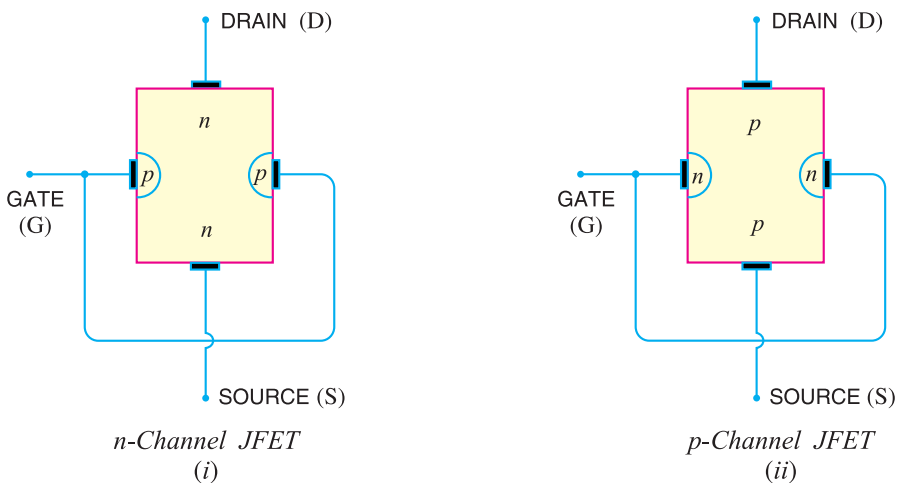 DRAIN (D)
n
p
p
GATE
(G)
n
SOURCE (S)
n-Channel JFET
(i)
DRAIN (D)
p
n
n
GATE
(G)
p
SOURCE (S)
p-Channel JFET
(ii)